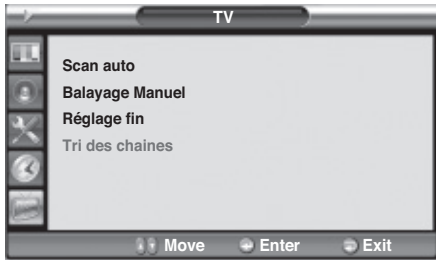 TV
Scan auto
Balayage Manuel
Réglage fin
Tri des chaines
Move Enter Exit